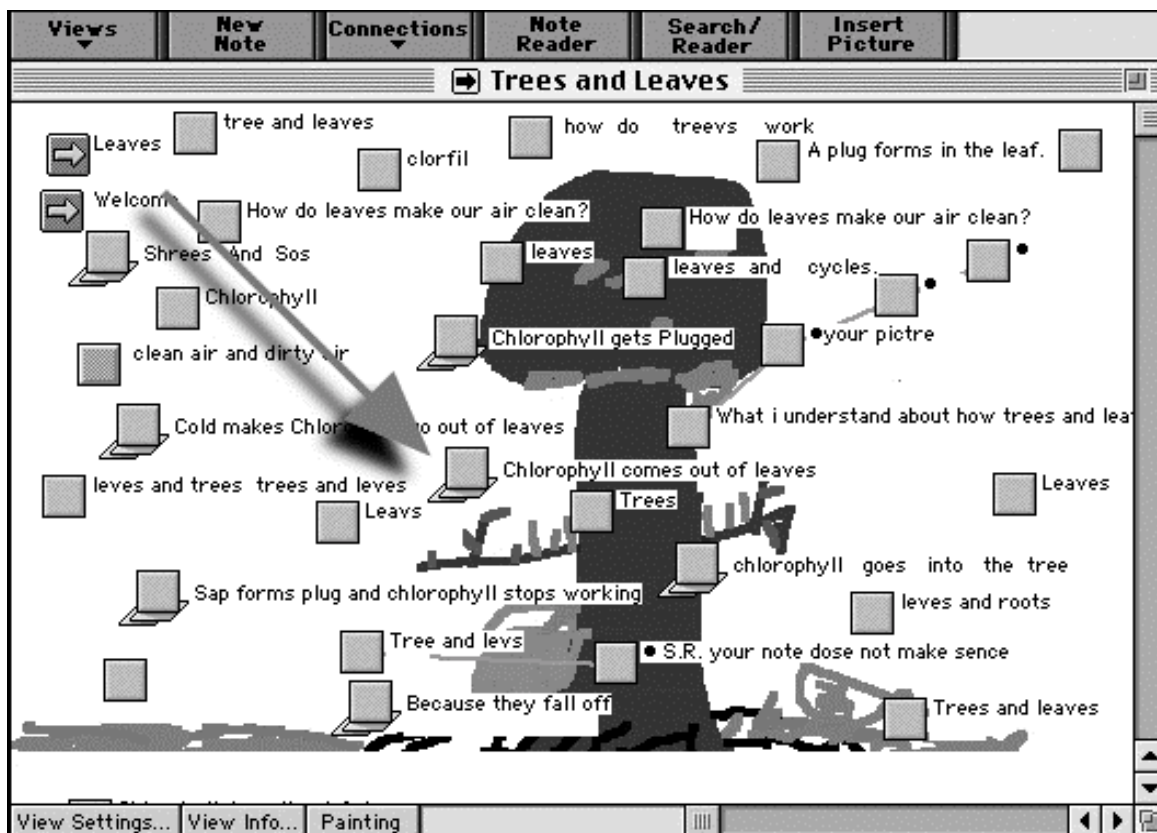 Views
New Note
Connections
Note Reader
Search/ Reader
Insert Picture
Trees and Leaves
tree and leaves
how do treevs work
Leaves
clorfil
A plug forms in the leaf.
Welcome
How do leaves make our air clean?
How do leaves make our air clean?
Shrees And Sos
leaves
leaves and cycles.
Chlorophyll
Chlorophyll gets Plugged
•your pictre
clean air and dirty air
Cold makes go out of leaves
What i understand about how trees and leav
Chlorophyll comes out of leaves
leves and trees trees and leves
Leaves
Leavs
Trees
chlorophyll goes into the tree
Sap forms plug and chlorophyll stops working
leves and roots
Tree and levs
• S.R. your note dose not make sence
Because they fall off
Trees and leaves
View Settings...
View Info...
Painting